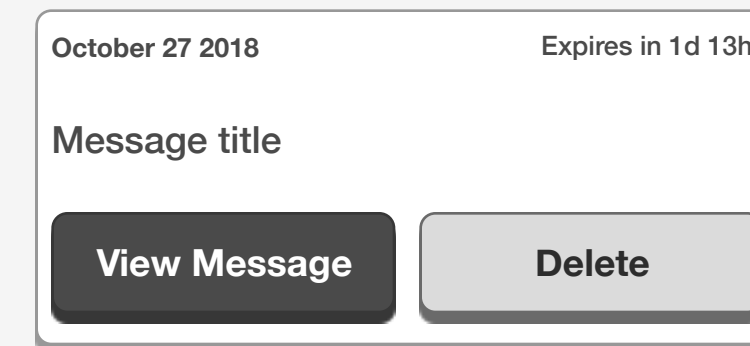 October 27 2018 Expires in 1d 13h
Message title
View Message Delete